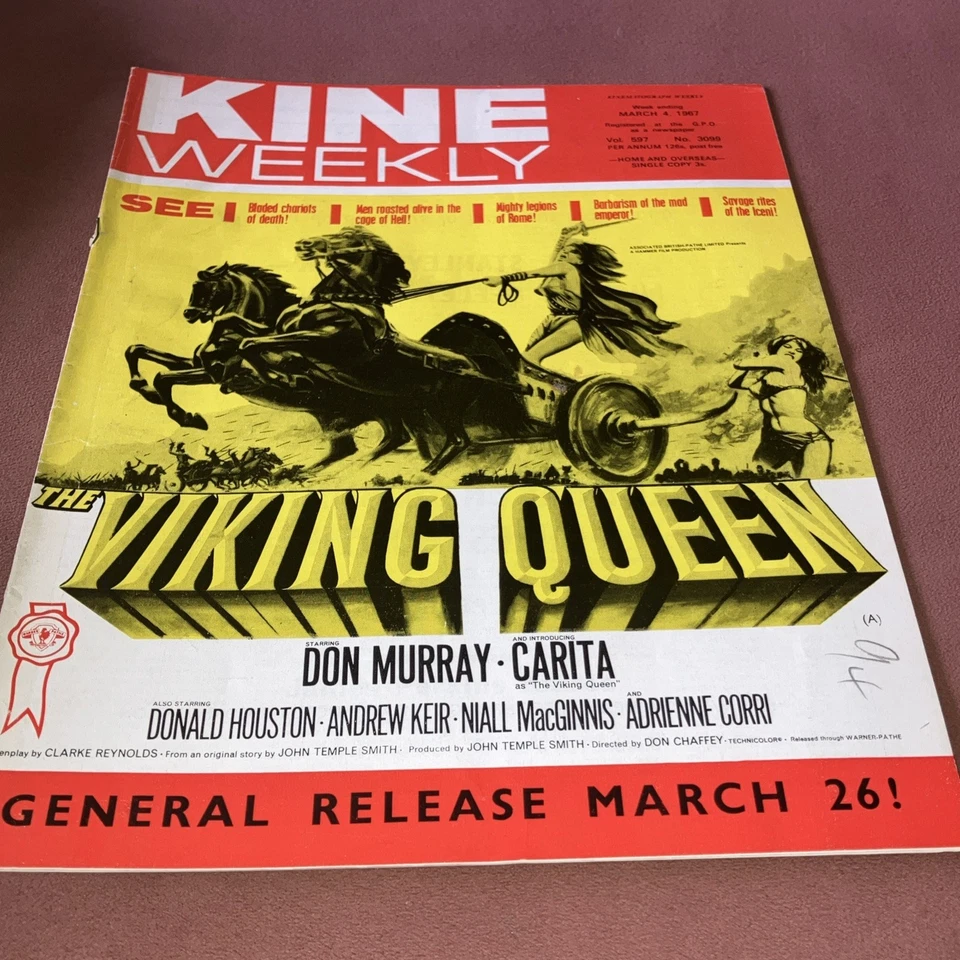 KINE
WEEKLY
KINEMATOGRAPH WEEKLY
Week ending
MARCH 4, 1967
Registered at the G.P.O.
as a newspaper
Vol. 597 No. 3099
PER ANNUM 126s, post free
—HOME AND OVERSEAS—
SINGLE COPY 3s.
SEE
Bladed chariots
of death!
Men roasted alive in the
cage of Hell!
Mighty legions
of Rome!
Barbarism of the mad
emperor!
Savage rites
of the Iceni!
ASSOCIATED BRITISH-PATHE LIMITED Presents
A HAMMER FILM PRODUCTION
THE
VIKING QUEEN
(A)
94
STARRING
DON MURRAY · 
AND INTRODUCING
CARITA
as "The Viking Queen"
ALSO STARRING
DONALD HOUSTON · ANDREW KEIR · NIALL MacGINNIS ·
AND
ADRIENNE CORRI
enplay by CLARKE REYNOLDS · From an original story by JOHN TEMPLE SMITH · Produced by JOHN TEMPLE SMITH · Directed by DON CHAFFEY · TECHNICOLOR® · Released through WARNER-PATHE
GENERAL RELEASE MARCH 26!